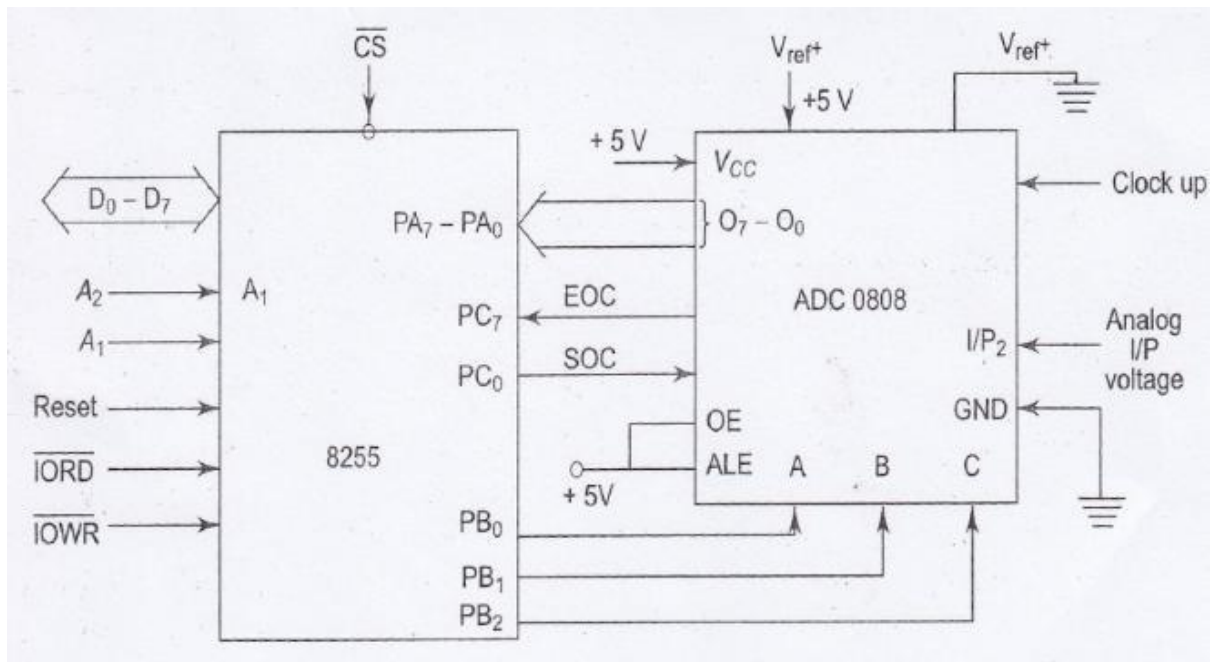 CS
Vref+
+5 V
Vref+
+ 5 V
VCC
Clock up
D0 – D7
PA7 – PA0
O7 – O0
A2
A1
EOC
ADC 0808
PC7
A1
SOC
I/P2
Analog
I/P
voltage
PC0
Reset
OE
GND
IORD
8255
ALE
A
B
C
+ 5V
IOWR
PB0
PB1
PB2